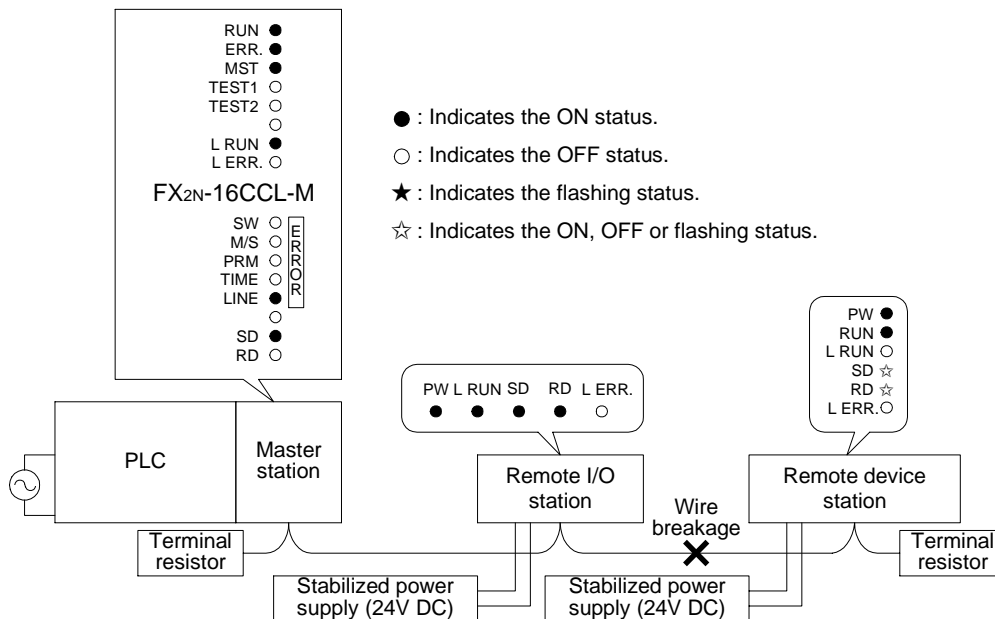 RUN
ERR.
MST
TEST1
TEST2
L RUN
L ERR.
FX2N-16CCL-M
SW
M/S
PRM
TIME
LINE
ERROR
SD
RD
● : Indicates the ON status.
○ : Indicates the OFF status.
★ : Indicates the flashing status.
☆ : Indicates the ON, OFF or flashing status.
PW
RUN
L RUN
SD
RD
L ERR.
PW L RUN SD RD L ERR.
PLC
Master
station
Remote I/O
station
Wire
breakage
Remote device
station
Terminal
resistor
Terminal
resistor
Stabilized power
supply (24V DC)
Stabilized power
supply (24V DC)